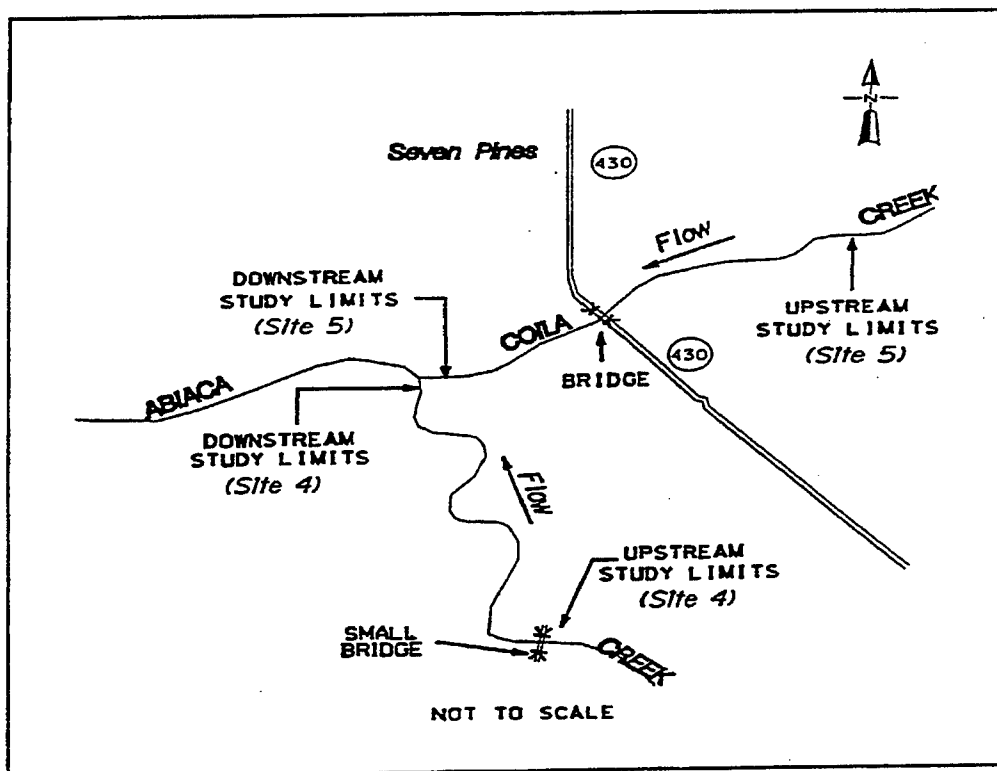 N
Seven Pines
430
CREEK
Flow
DOWNSTREAM
STUDY LIMITS
(Site 5)
UPSTREAM
STUDY LIMITS
(Site 5)
COILA
430
BRIDGE
ABIACA
DOWNSTREAM
STUDY LIMITS
(Site 4)
Flow
UPSTREAM
STUDY LIMITS
(Site 4)
SMALL
BRIDGE
CREEK
NOT TO SCALE